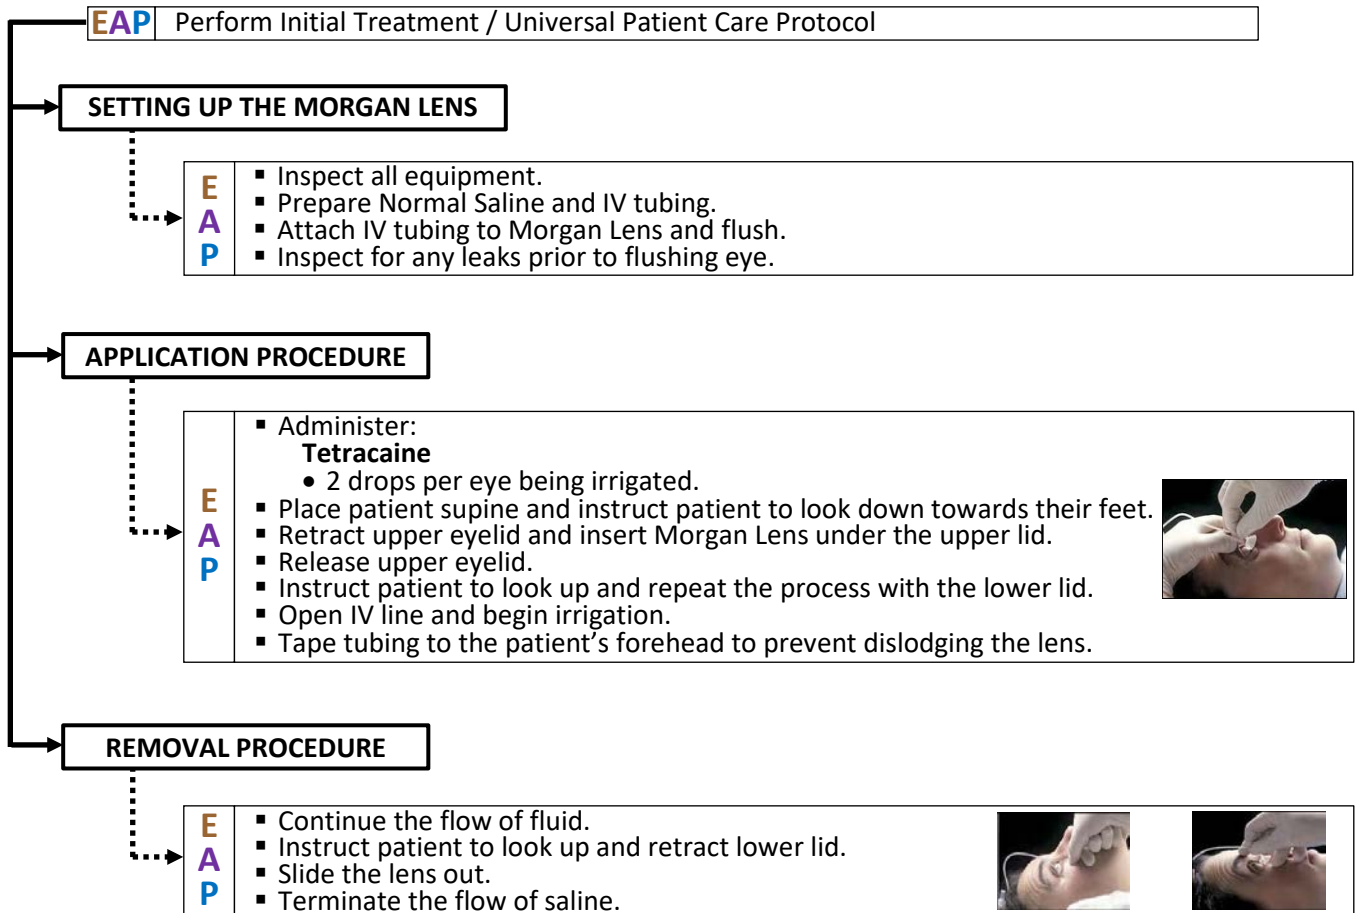 EAP Perform Initial Treatment / Universal Patient Care Protocol
SETTING UP THE MORGAN LENS
E
A
P
▪ Inspect all equipment.
▪ Prepare Normal Saline and IV tubing.
▪ Attach IV tubing to Morgan Lens and flush.
▪ Inspect for any leaks prior to flushing eye.
APPLICATION PROCEDURE
E
A
P
▪ Administer:
Tetracaine
• 2 drops per eye being irrigated.
▪ Place patient supine and instruct patient to look down towards their feet.
▪ Retract upper eyelid and insert Morgan Lens under the upper lid.
▪ Release upper eyelid.
▪ Instruct patient to look up and repeat the process with the lower lid.
▪ Open IV line and begin irrigation.
▪ Tape tubing to the patient’s forehead to prevent dislodging the lens.
REMOVAL PROCEDURE
E
A
P
▪ Continue the flow of fluid.
▪ Instruct patient to look up and retract lower lid.
▪ Slide the lens out.
▪ Terminate the flow of saline.